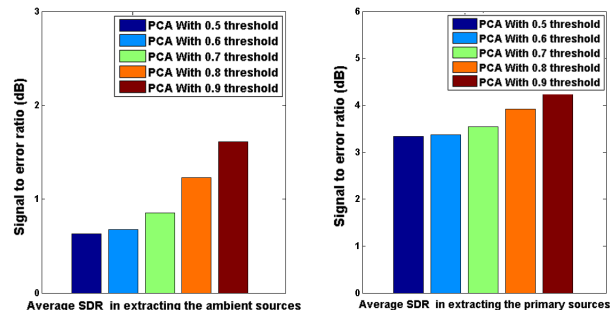 3
2
1
0
Signal to error ratio (dB)
PCA With 0.5 threshold
PCA With 0.6 threshold
PCA With 0.7 threshold
PCA With 0.8 threshold
PCA With 0.9 threshold
Average SDR in extracting the ambient sources
6
5
4
3
2
1
0
Signal to error ratio (dB)
PCA With 0.5 threshold
PCA With 0.6 threshold
PCA With 0.7 threshold
PCA With 0.8 threshold
PCA With 0.9 threshold
Average SDR in extracting the primary sources